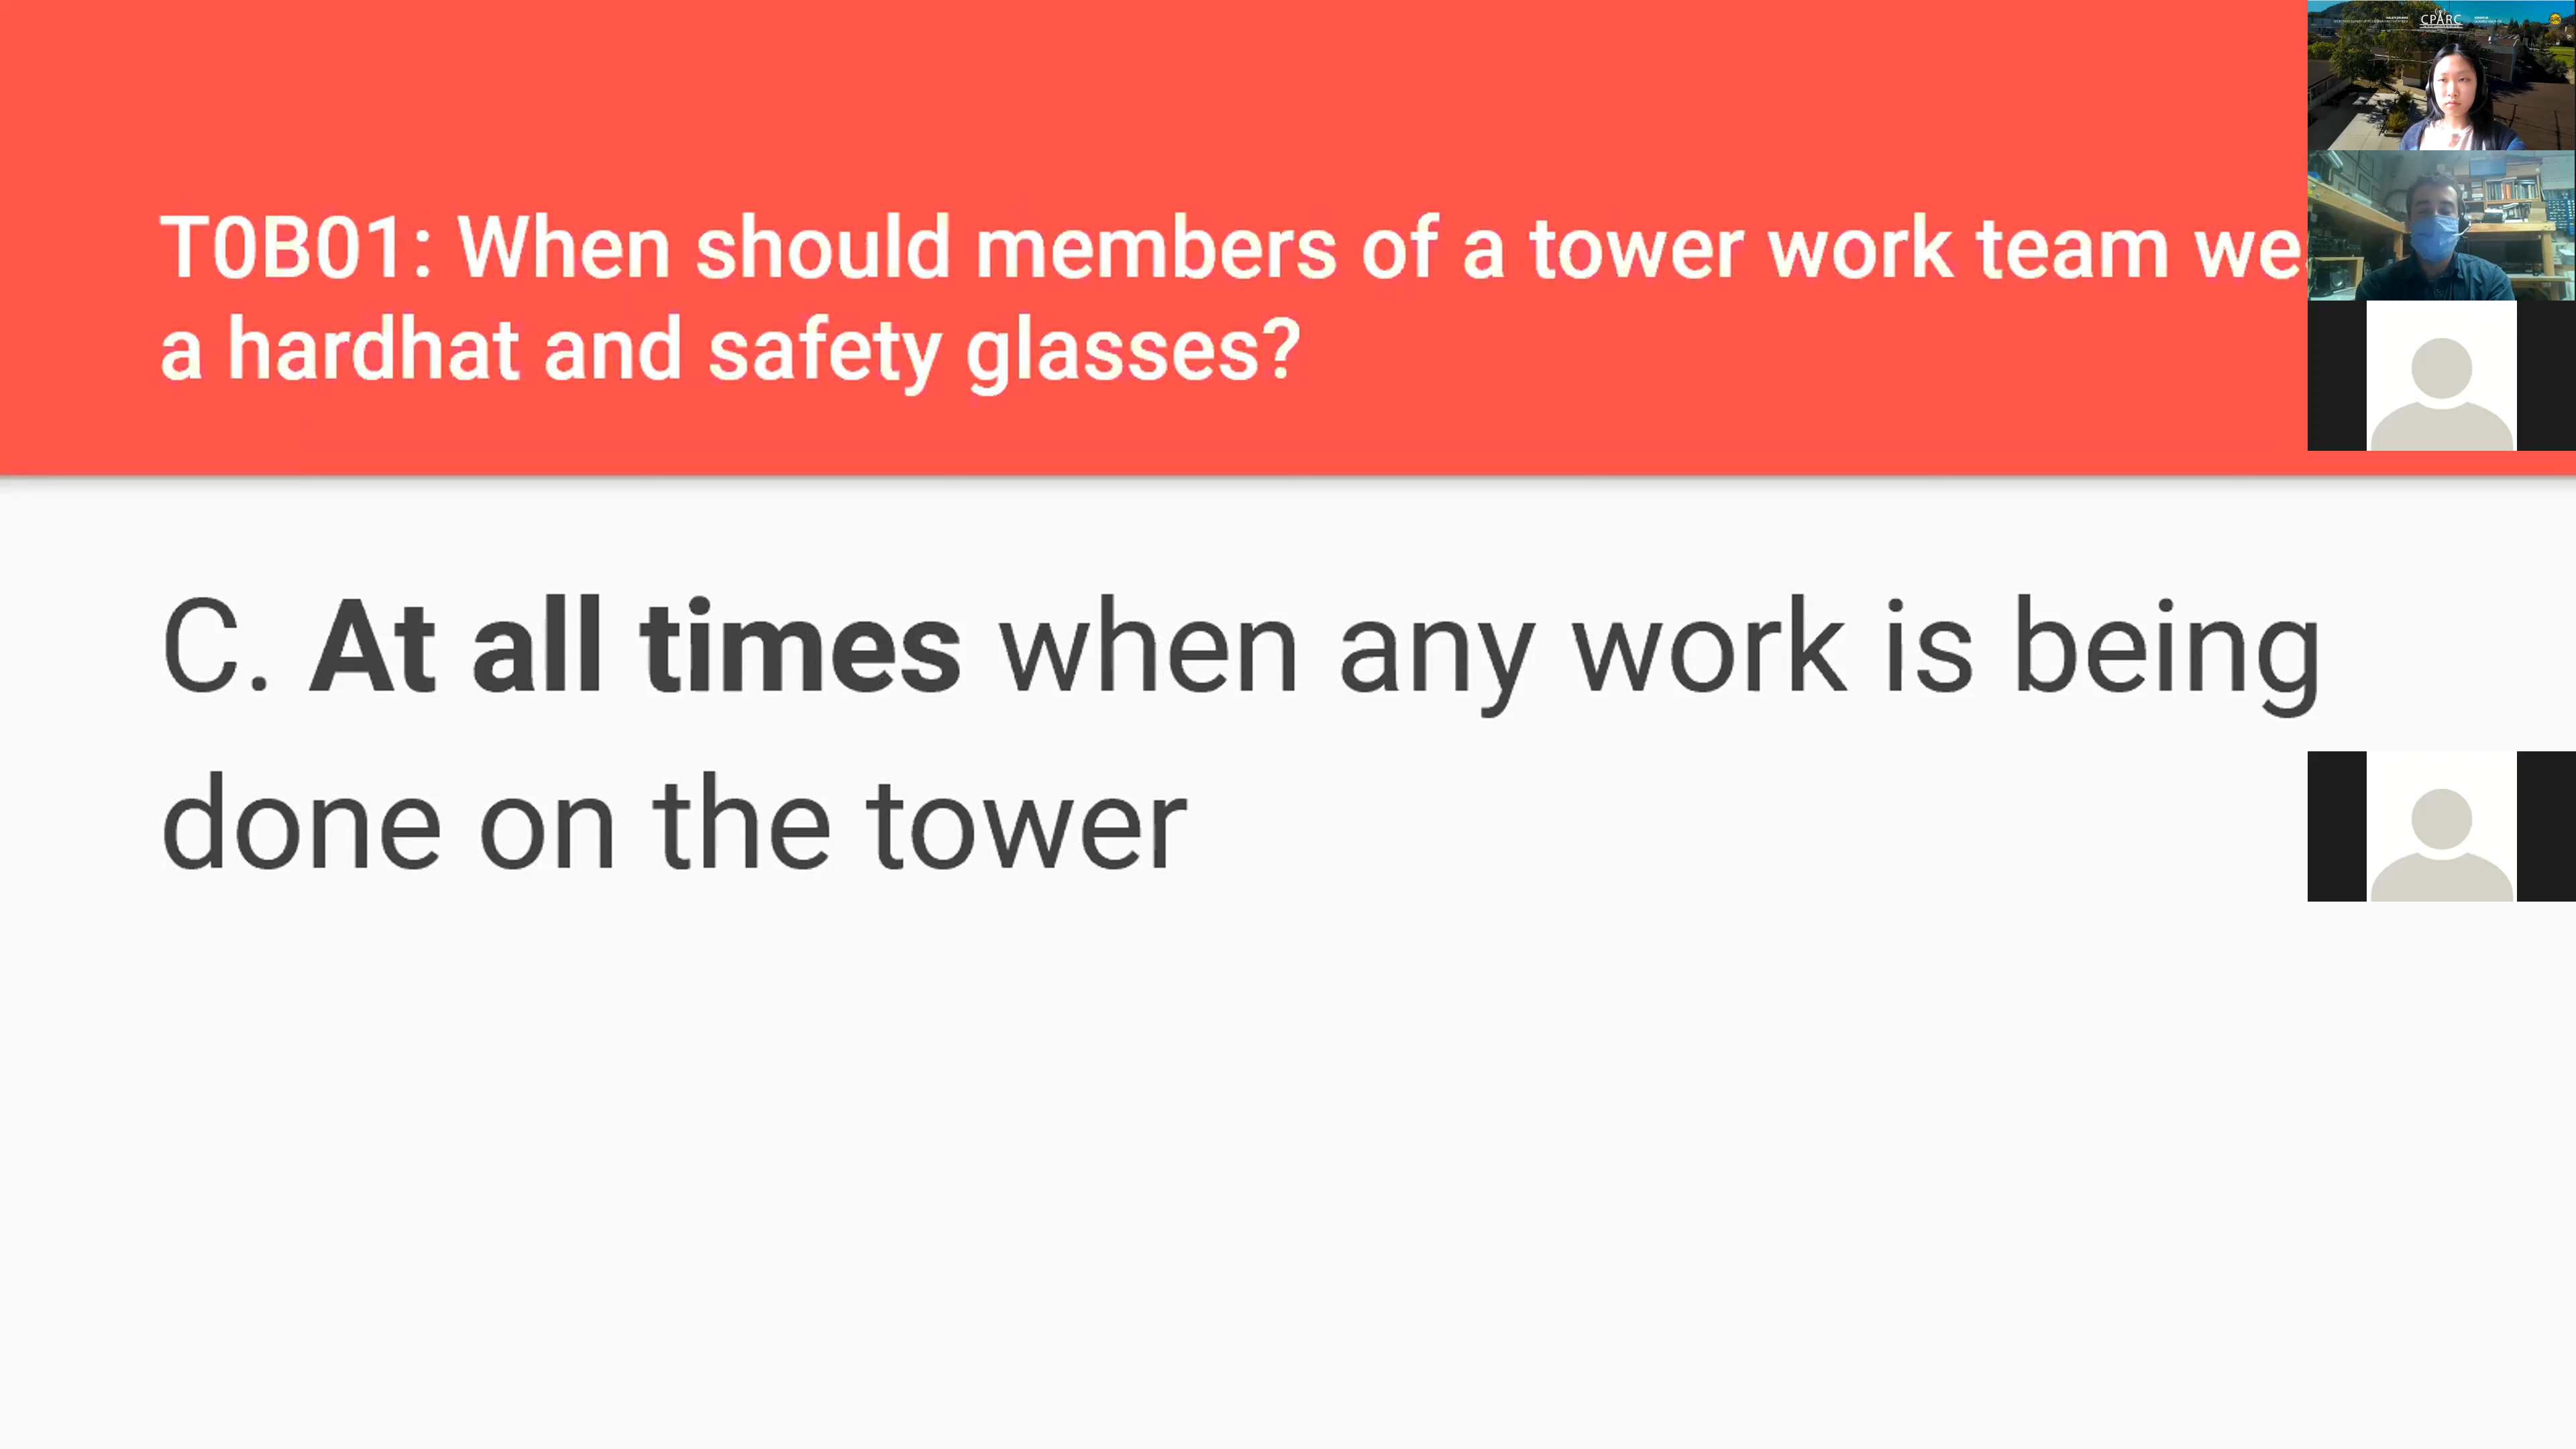 T0B01: When should members of a tower work team we
a hardhat and safety glasses?
C. At all times when any work is being
done on the tower
CPARC